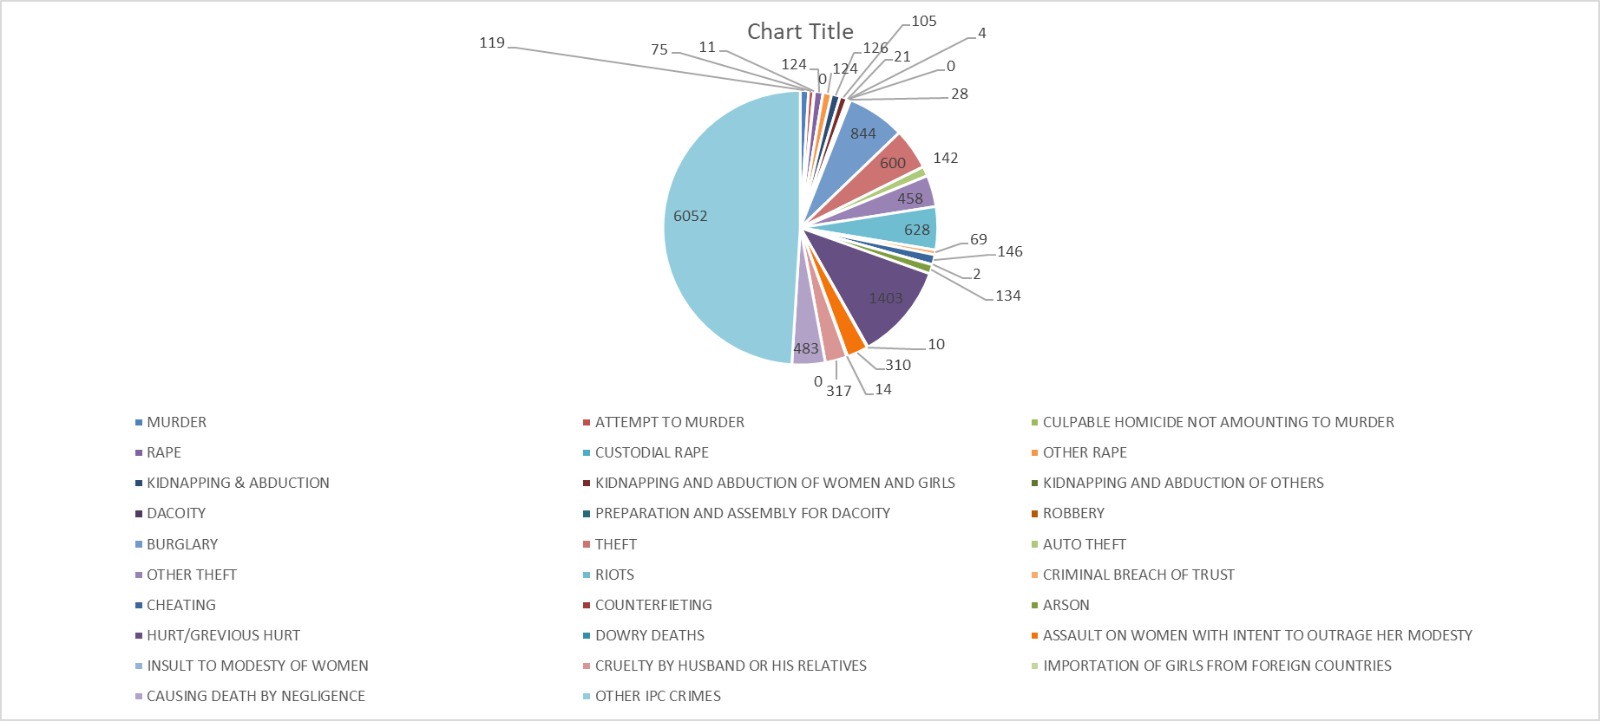 Chart Title
119
75
11
124
0
124
126
105
21
4
0
28
844
600
142
458
628
69
146
2
134
1403
10
310
14
317
0
483
6052
MURDER
ATTEMPT TO MURDER
CULPABLE HOMICIDE NOT AMOUNTING TO MURDER
RAPE
CUSTODIAL RAPE
OTHER RAPE
KIDNAPPING & ABDUCTION
KIDNAPPING AND ABDUCTION OF WOMEN AND GIRLS
KIDNAPPING AND ABDUCTION OF OTHERS
DACOITY
PREPARATION AND ASSEMBLY FOR DACOITY
ROBBERY
BURGLARY
THEFT
AUTO THEFT
OTHER THEFT
RIOTS
CRIMINAL BREACH OF TRUST
CHEATING
COUNTERFIETING
ARSON
HURT/GREVIOUS HURT
DOWRY DEATHS
ASSAULT ON WOMEN WITH INTENT TO OUTRAGE HER MODESTY
INSULT TO MODESTY OF WOMEN
CRUELTY BY HUSBAND OR HIS RELATIVES
IMPORTATION OF GIRLS FROM FOREIGN COUNTRIES
CAUSING DEATH BY NEGLIGENCE
OTHER IPC CRIMES